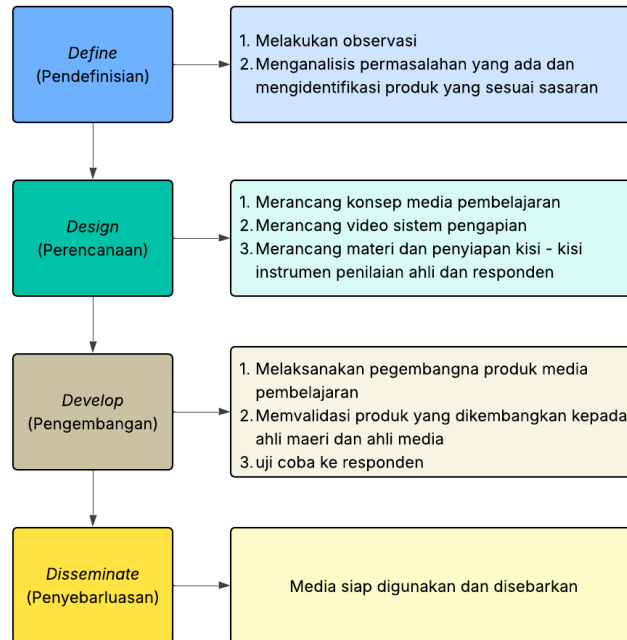 Define
(Pendefinisian)
1. Melakukan observasi
2. Menganalisis permasalahan yang ada dan
mengidentifikasi produk yang sesuai sasaran
Design
(Perencanaan)
1. Merancang konsep media pembelajaran
2. Merancang video sistem pengapian
3. Merancang materi dan penyiapan kisi - kisi
instrumen penilaian ahli dan responden
Develop
(Pengembangan)
1. Melaksanakan pegembangna produk media
pembelajaran
2. Memvalidasi produk yang dikembangkan kepada
ahli maeri dan ahli media
3. uji coba ke responden
Disseminate
(Penyebarluasan)
Media siap digunakan dan disebarkan